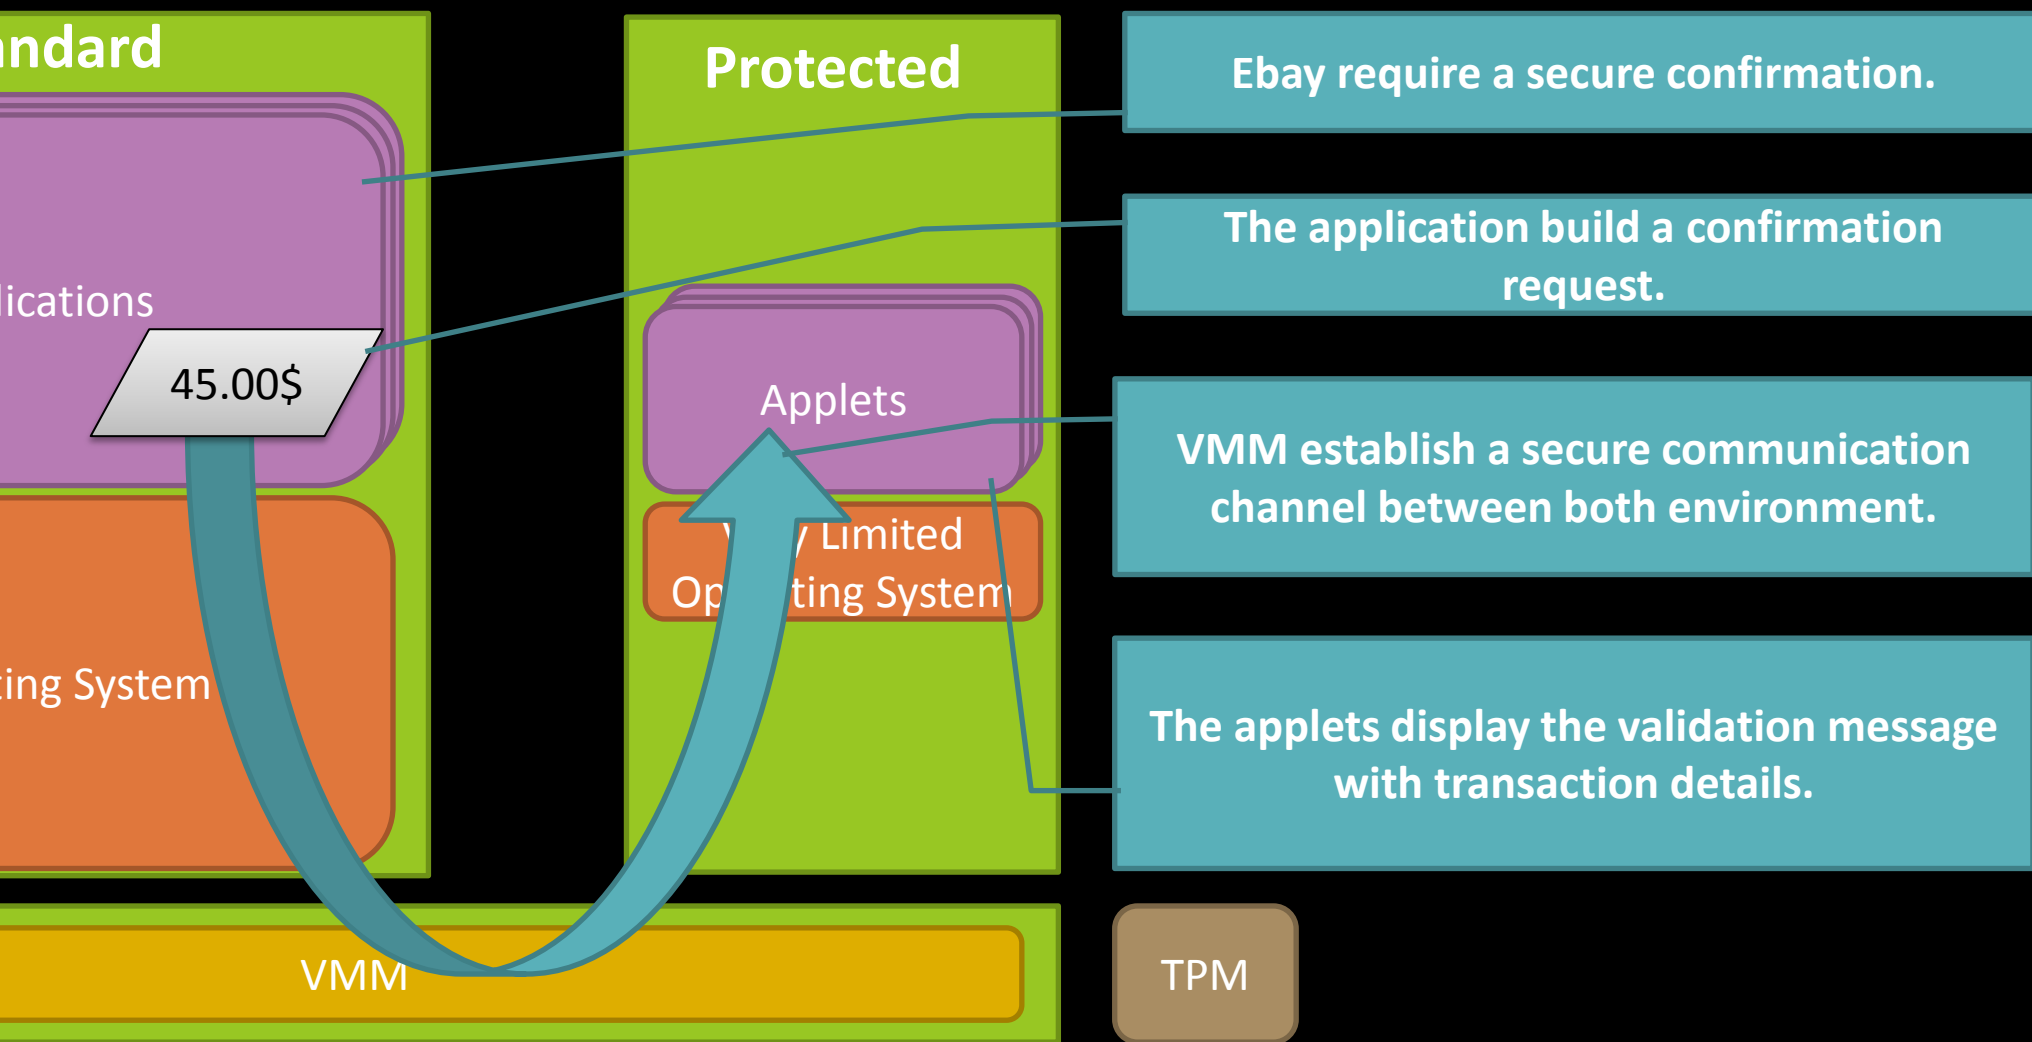 ndard
lications
45.00$
ting System
Protected
Applets
Limited
Op ting System
Ebay require a secure confirmation.
The application build a confirmation
request.
VMM establish a secure communication
channel between both environment.
The applets display the validation message
with transaction details.
VMM
TPM